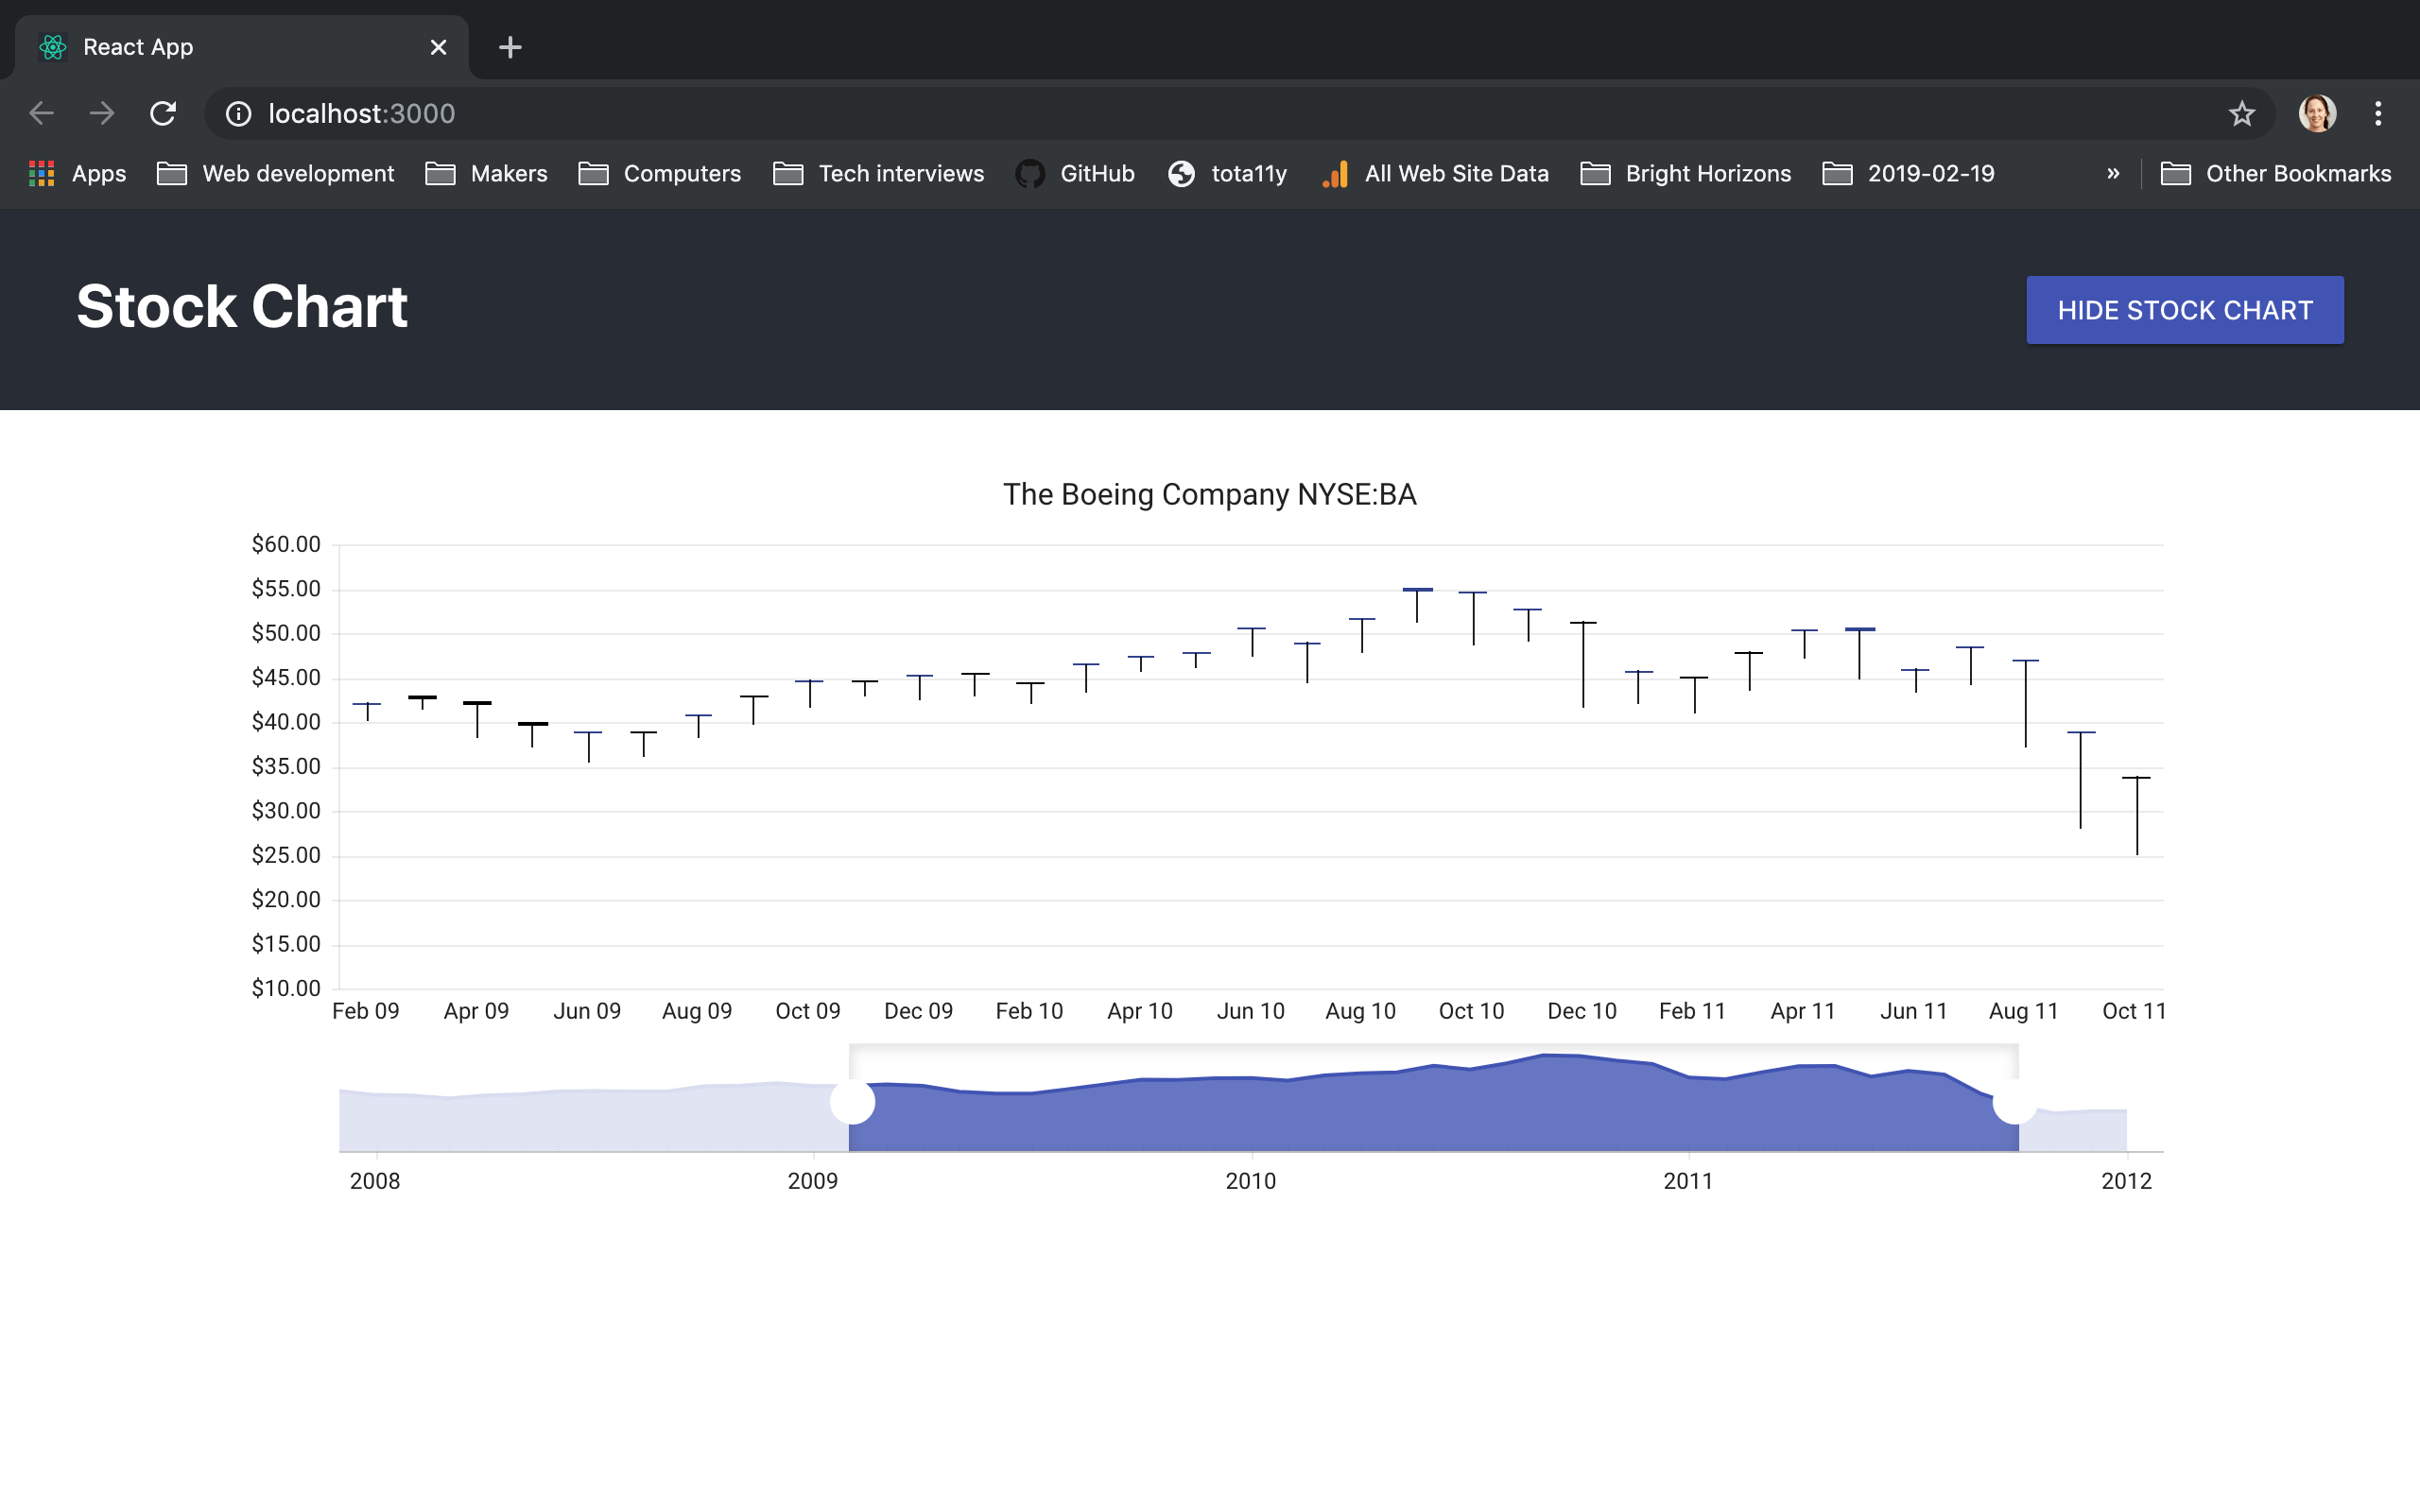 React App
localhost:3000
Apps Web development Makers Computers Tech interviews GitHub tota11y All Web Site Data Bright Horizons 2019-02-19 » Other Bookmarks
Stock Chart
HIDE STOCK CHART
The Boeing Company NYSE:BA
$60.00
$55.00
$50.00
$45.00
$40.00
$35.00
$30.00
$25.00
$20.00
$15.00
$10.00
Feb 09 Apr 09 Jun 09 Aug 09 Oct 09 Dec 09 Feb 10 Apr 10 Jun 10 Aug 10 Oct 10 Dec 10 Feb 11 Apr 11 Jun 11 Aug 11 Oct 11
2008 2009 2010 2011 2012